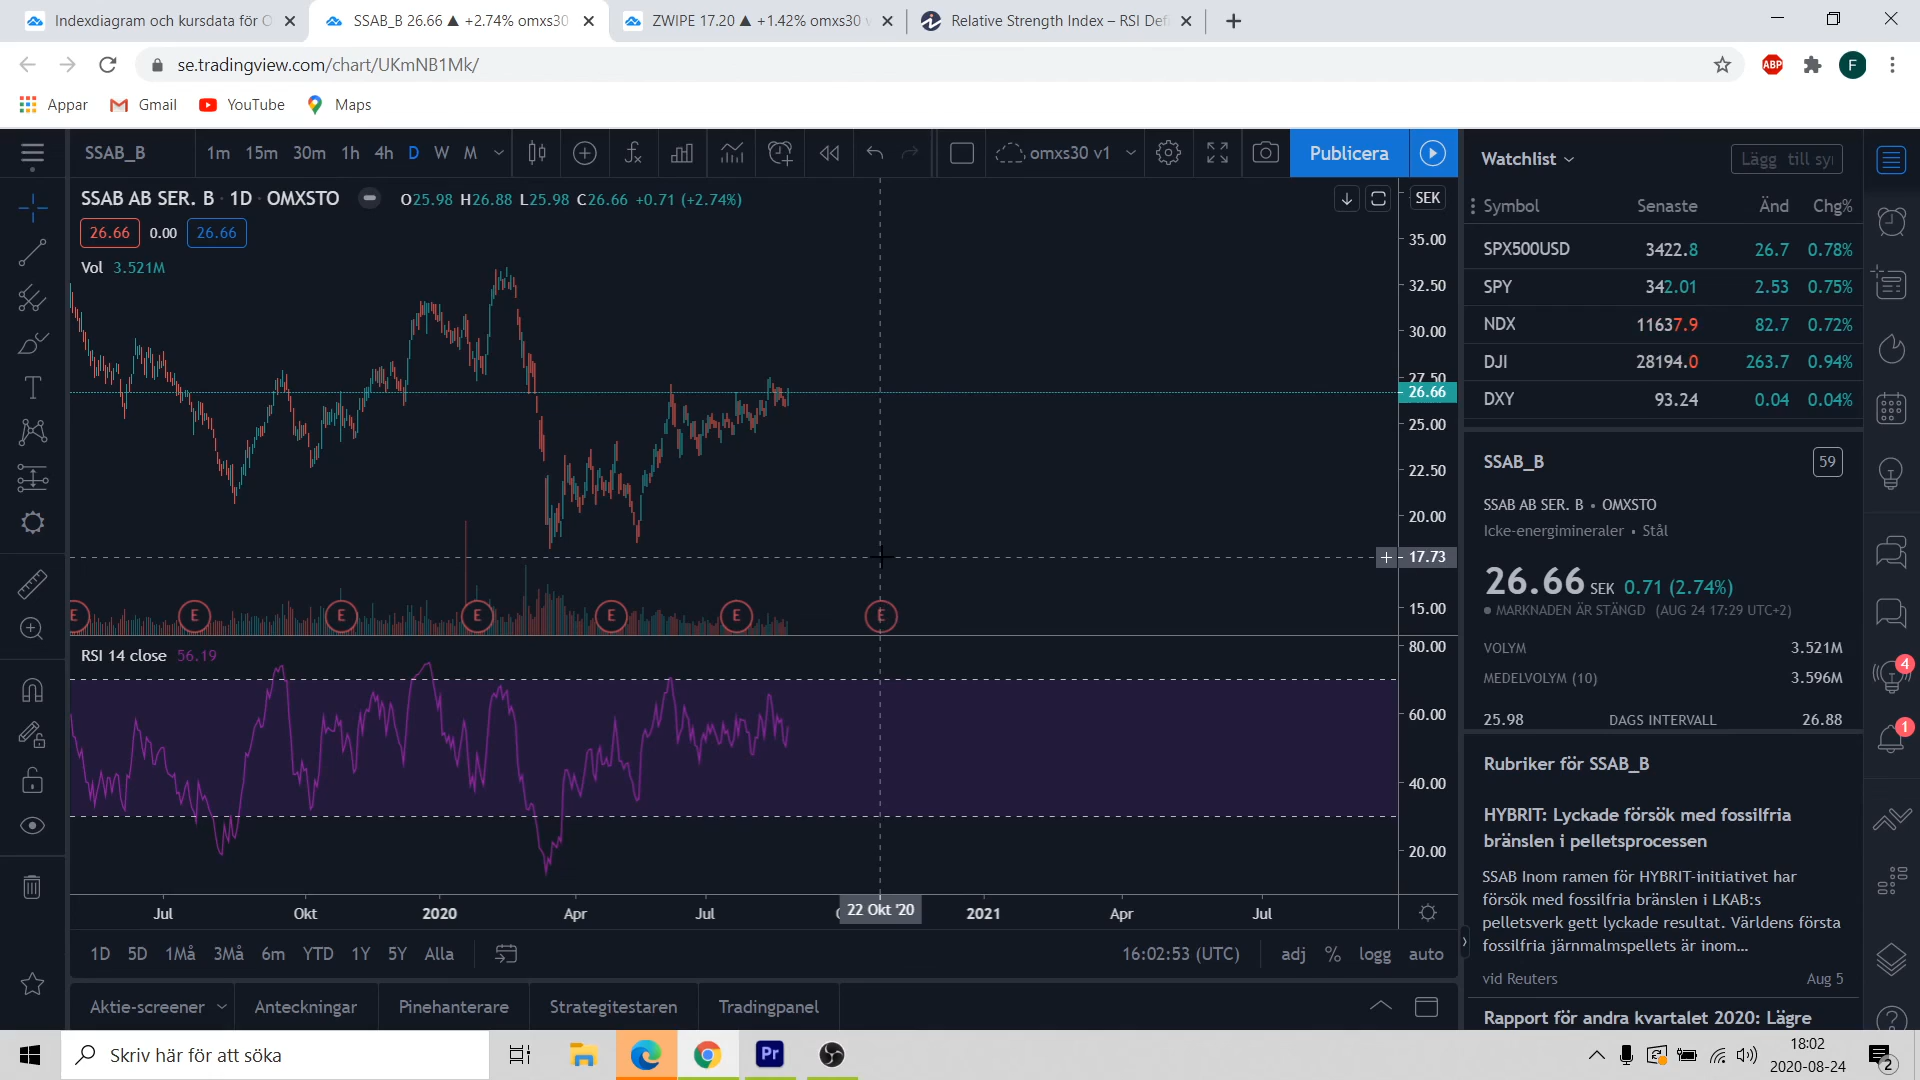 Indexdiagram och kursdata för O
SSAB_B 26.66 ▲ +2.74% omxs30
ZWIPE 17.20 ▲ +1.42% omxs30 v
Relative Strength Index – RSI Defi
se.tradingview.com/chart/UKmNB1Mk/
ABP
F
Appar
Gmail
YouTube
Maps
SSAB_B
1m 15m 30m 1h 4h D W M
omxs30 v1
Publicera
SSAB AB SER. B · 1D · OMXSTO
O25.98 H26.88 L25.98 C26.66 +0.71 (+2.74%)
SEK
26.66 0.00 26.66
Vol 3.521M
35.00
32.50
30.00
27.50
26.66
25.00
22.50
20.00
17.73
15.00
E E E E E E E
RSI 14 close 56.19
80.00
60.00
40.00
20.00
Jul Okt 2020 Apr Jul 22 Okt '20 2021 Apr Jul
1D 5D 1Må 3Må 6m YTD 1Y 5Y Alla
16:02:53 (UTC) adj % logg auto
Aktie-screener Anteckningar Pinehanterare Strategitestaren Tradingpanel
Watchlist
Lägg till sy
Symbol Senaste Änd Chg%
SPX500USD 3422.8 26.7 0.78%
SPY 342.01 2.53 0.75%
NDX 11637.9 82.7 0.72%
DJI 28194.0 263.7 0.94%
DXY 93.24 0.04 0.04%
SSAB_B
59
SSAB AB SER. B • OMXSTO
Icke-energimineraler • Stål
26.66 SEK 0.71 (2.74%)
MARKNADEN ÄR STÄNGD (AUG 24 17:29 UTC+2)
VOLYM 3.521M
MEDELVOLYM (10) 3.596M
25.98 DAGS INTERVALL 26.88
Rubriker för SSAB_B
HYBRIT: Lyckade försök med fossilfria
bränslen i pelletsprocessen
SSAB Inom ramen för HYBRIT-initiativet har
försök med fossilfria bränslen i LKAB:s
pelletsverk gett lyckade resultat. Världens första
fossilfria järnmalmspellets är inom...
vid Reuters Aug 5
Rapport för andra kvartalet 2020: Lägre
4
1
Skriv här för att söka
Pr
18:02
2020-08-24
2